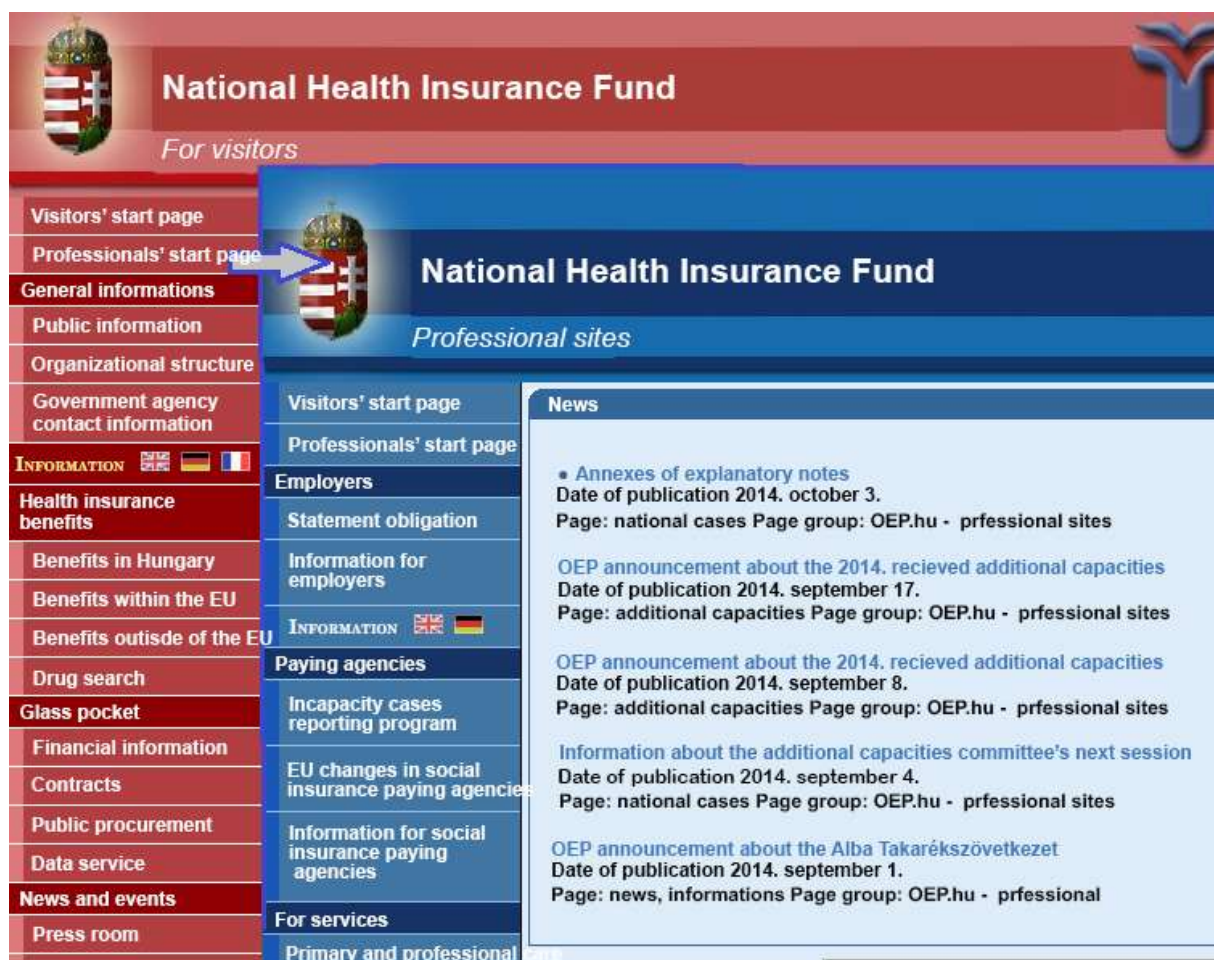 National Health Insurance Fund
For visitors
Visitors' start page
Professionals' start page
General informations
Public information
Organizational structure
Government agency
contact information
INFORMATION
Health insurance
benefits
Benefits in Hungary
Benefits within the EU
Benefits outisde of the EU
Drug search
Glass pocket
Financial information
Contracts
Public procurement
Data service
News and events
Press room
National Health Insurance Fund
Professional sites
Visitors' start page
Professionals' start page
Employers
Statement obligation
Information for
employers
INFORMATION
Paying agencies
Incapacity cases
reporting program
EU changes in social
insurance paying agencies
Information for social
insurance paying
agencies
For services
Primary and professional care
News
• Annexes of explanatory notes
Date of publication 2014. october 3.
Page: national cases Page group: OEP.hu - prfessional sites
OEP announcement about the 2014. recieved additional capacities
Date of publication 2014. september 17.
Page: additional capacities Page group: OEP.hu - prfessional sites
OEP announcement about the 2014. recieved additional capacities
Date of publication 2014. september 8.
Page: additional capacities Page group: OEP.hu - prfessional sites
Information about the additional capacities committee's next session
Date of publication 2014. september 4.
Page: national cases Page group: OEP.hu - prfessional sites
OEP announcement about the Alba Takarékszövetkezet
Date of publication 2014. september 1.
Page: news, informations Page group: OEP.hu - prfessional